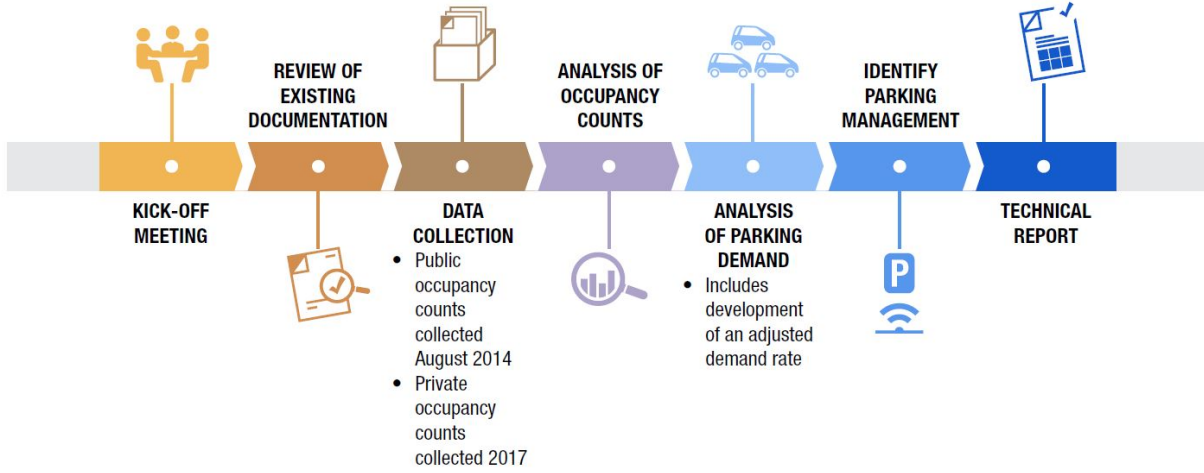 KICK-OFF
MEETING
REVIEW OF
EXISTING
DOCUMENTATION
DATA
COLLECTION
• Public
occupancy
counts
collected
August 2014
• Private
occupancy
counts
collected 2017
ANALYSIS OF
OCCUPANCY
COUNTS
ANALYSIS
OF PARKING
DEMAND
• Includes
development
of an adjusted
demand rate
IDENTIFY
PARKING
MANAGEMENT
P
TECHNICAL
REPORT